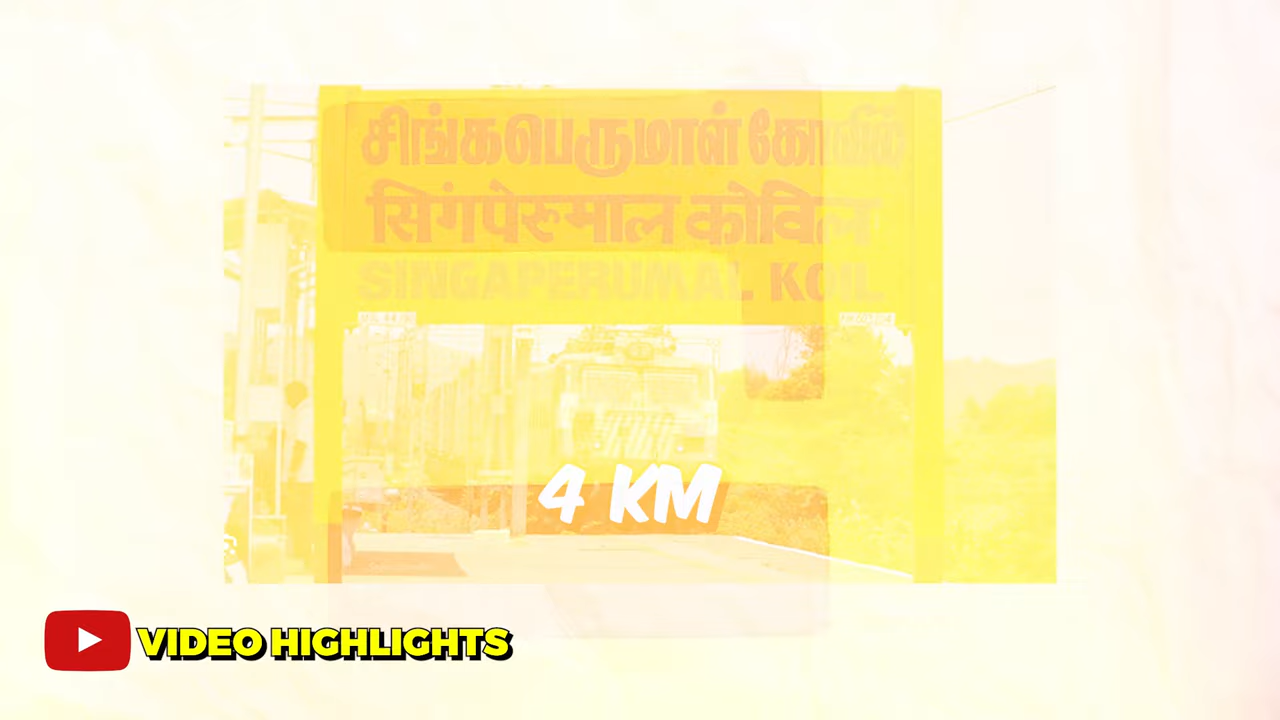 சிங்கபெருமாள் கோவில்
सिंगपेरुमाल कोविल
SINGAPERUMAL KOIL
4 KM
VIDEO HIGHLIGHTS